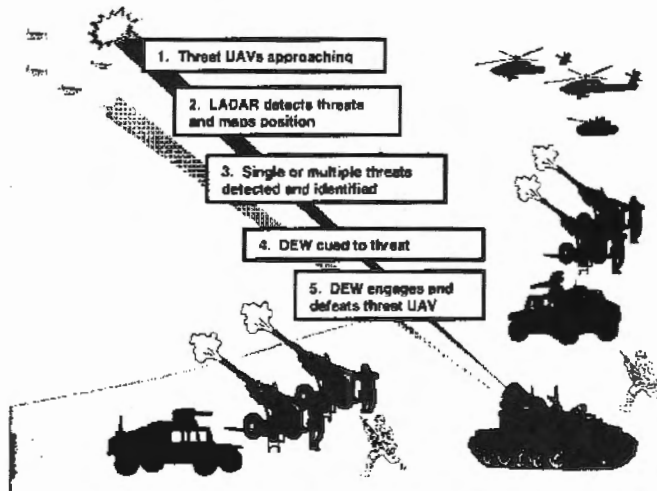 1. Threat UAVs approaching
2. LADAR detects threats
and maps position
3. Single or multiple threats
detected and identified
4. DEW cued to threat
5. DEW engages and
defeats threat UAV